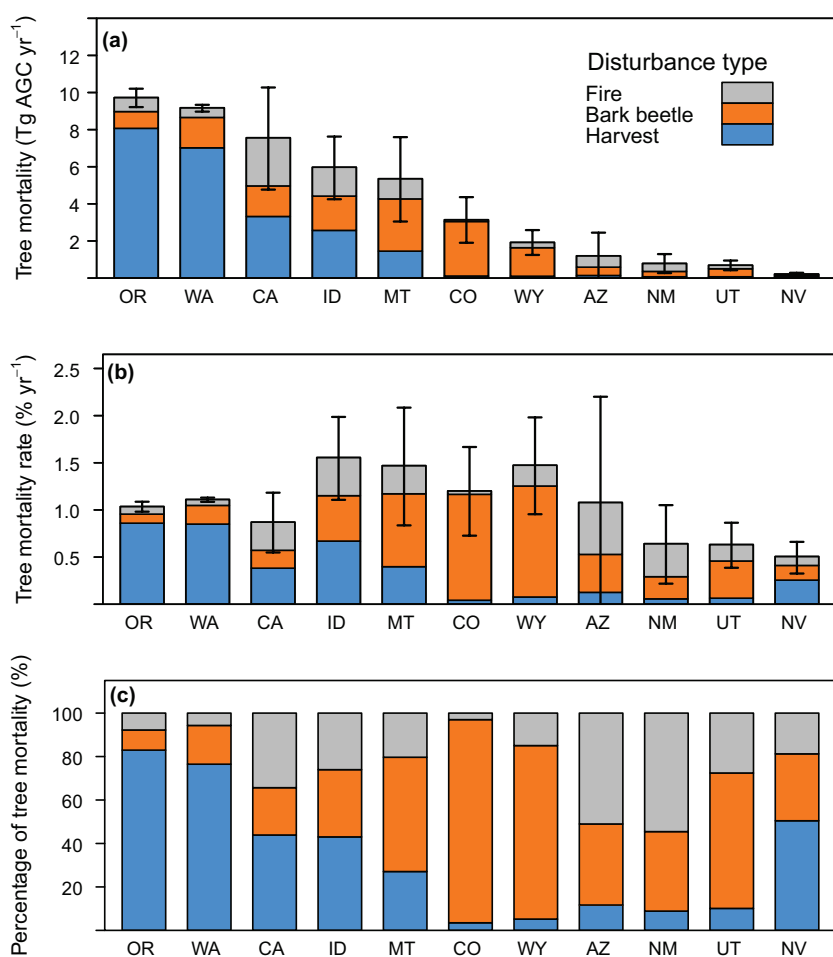 Tree mortality (Tg AGC yr⁻¹)
(a)
Disturbance type
Fire
Bark beetle
Harvest
12
10
8
6
4
2
OR WA CA ID MT CO WY AZ NM UT NV
Tree mortality rate (% yr⁻¹)
(b)
2.5
2.0
1.5
1.0
0.5
OR WA CA ID MT CO WY AZ NM UT NV
Percentage of tree mortality (%)
(c)
100
80
60
40
20
OR WA CA ID MT CO WY AZ NM UT NV